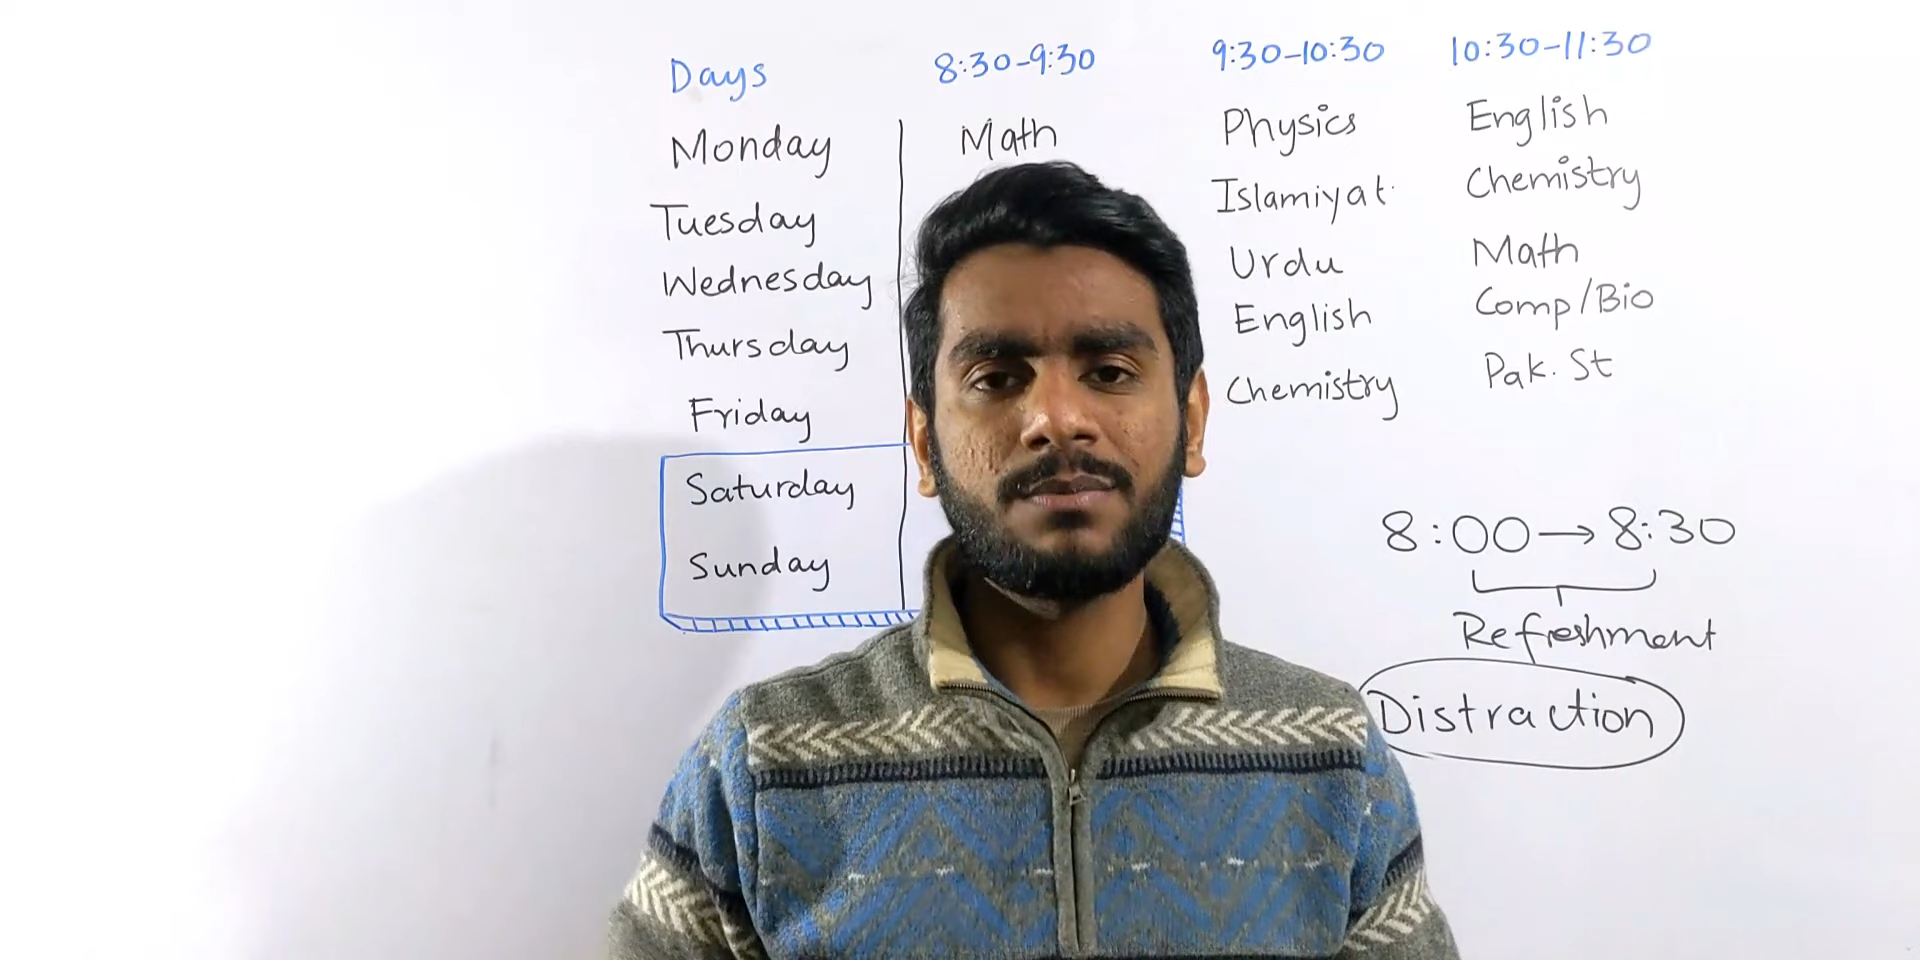 Days 8:30-9:30 9:30-10:30 10:30-11:30
Monday Math Physics English
Tuesday Islamiyat Chemistry
Wednesday Urdu Math
Thursday English Comp/Bio
Friday Chemistry Pak. St
Saturday
Sunday
8:00→8:30
Refreshment
Distraction